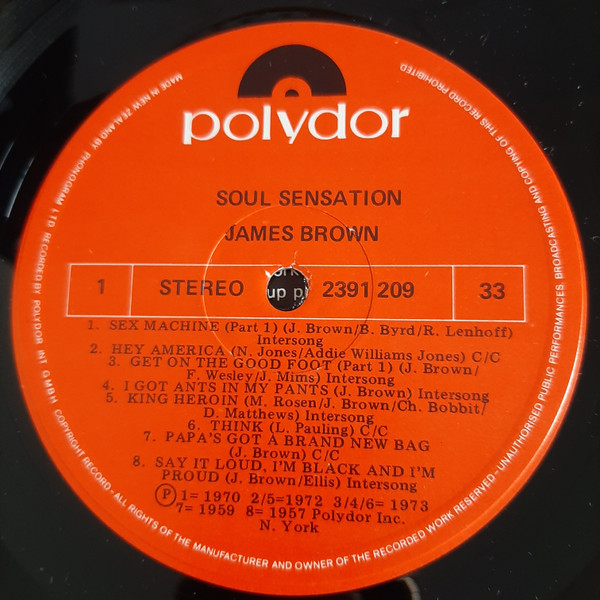 polydor
SOUL SENSATION
JAMES BROWN
1 STEREO 2391 209 33
up
1. SEX MACHINE (Part 1) (J. Brown/B. Byrd/R. Lenhoff)
Intersong
2. HEY AMERICA (N. Jones/Addie Williams Jones) C/C
3. GET ON THE GOOD FOOT (Part 1) (J. Brown/
F. Wesley/J. Mims) Intersong
4. I GOT ANTS IN MY PANTS (J. Brown) Intersong
5. KING HEROIN (M. Rosen/J. Brown/Ch. Bobbit/
D. Matthews) Intersong
6. THINK (L. Pauling) C/C
7. PAPA'S GOT A BRAND NEW BAG
(J. Brown) C/C
8. SAY IT LOUD, I'M BLACK AND I'M
PROUD (J. Brown/Ellis) Intersong
Ⓟ 1= 1970 2/5=1972 3/4/6= 1973
7= 1959 8= 1957 Polydor Inc.
N. York
MADE IN NEW ZEALAND BY PHONOGRAM LTD RECORDED BY POLYDOR INT. GMBH COPYRIGHT RECORD - ALL RIGHTS OF THE MANUFACTURER AND OWNER OF THE RECORDED WORK RESERVED - UNAUTHORISED PUBLIC PERFORMANCES BROADCASTING AND COPYING OF THIS RECORD PROHIBITED